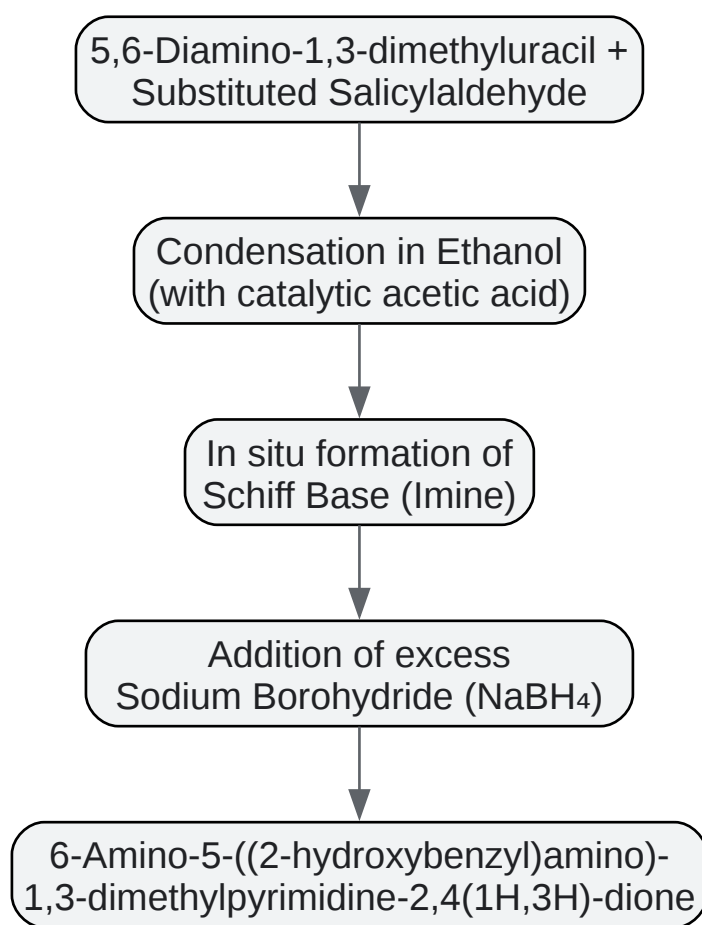 5,6-Diamino-1,3-dimethyluracil +
Substituted Salicylaldehyde
Condensation in Ethanol
(with catalytic acetic acid)
In situ formation of
Schiff Base (Imine)
Addition of excess
Sodium Borohydride (NaBH₄)
6-Amino-5-((2-hydroxybenzyl)amino)-
1,3-dimethylpyrimidine-2,4(1H,3H)-dione